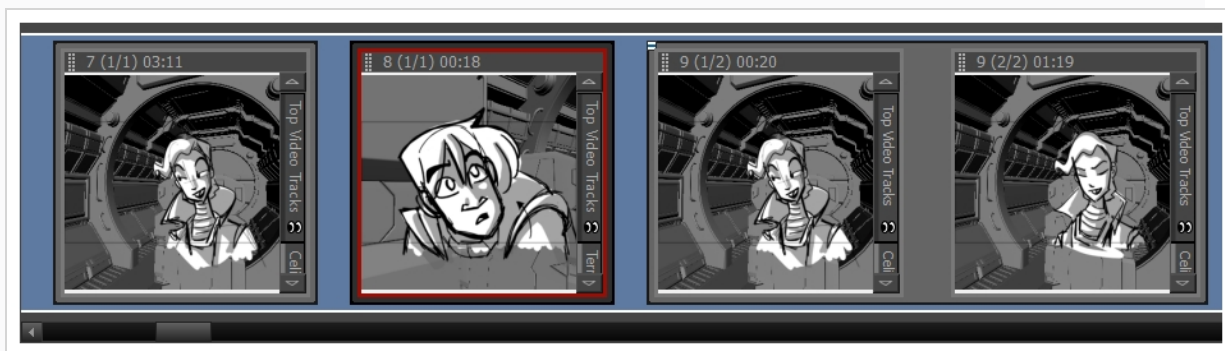 7 (1/1) 03:11
Top Video Tracks
Celi
8 (1/1) 00:18
Top Video Tracks
Terr
9 (1/2) 00:20
Top Video Tracks
Celi
9 (2/2) 01:19
Top Video Tracks
Celi